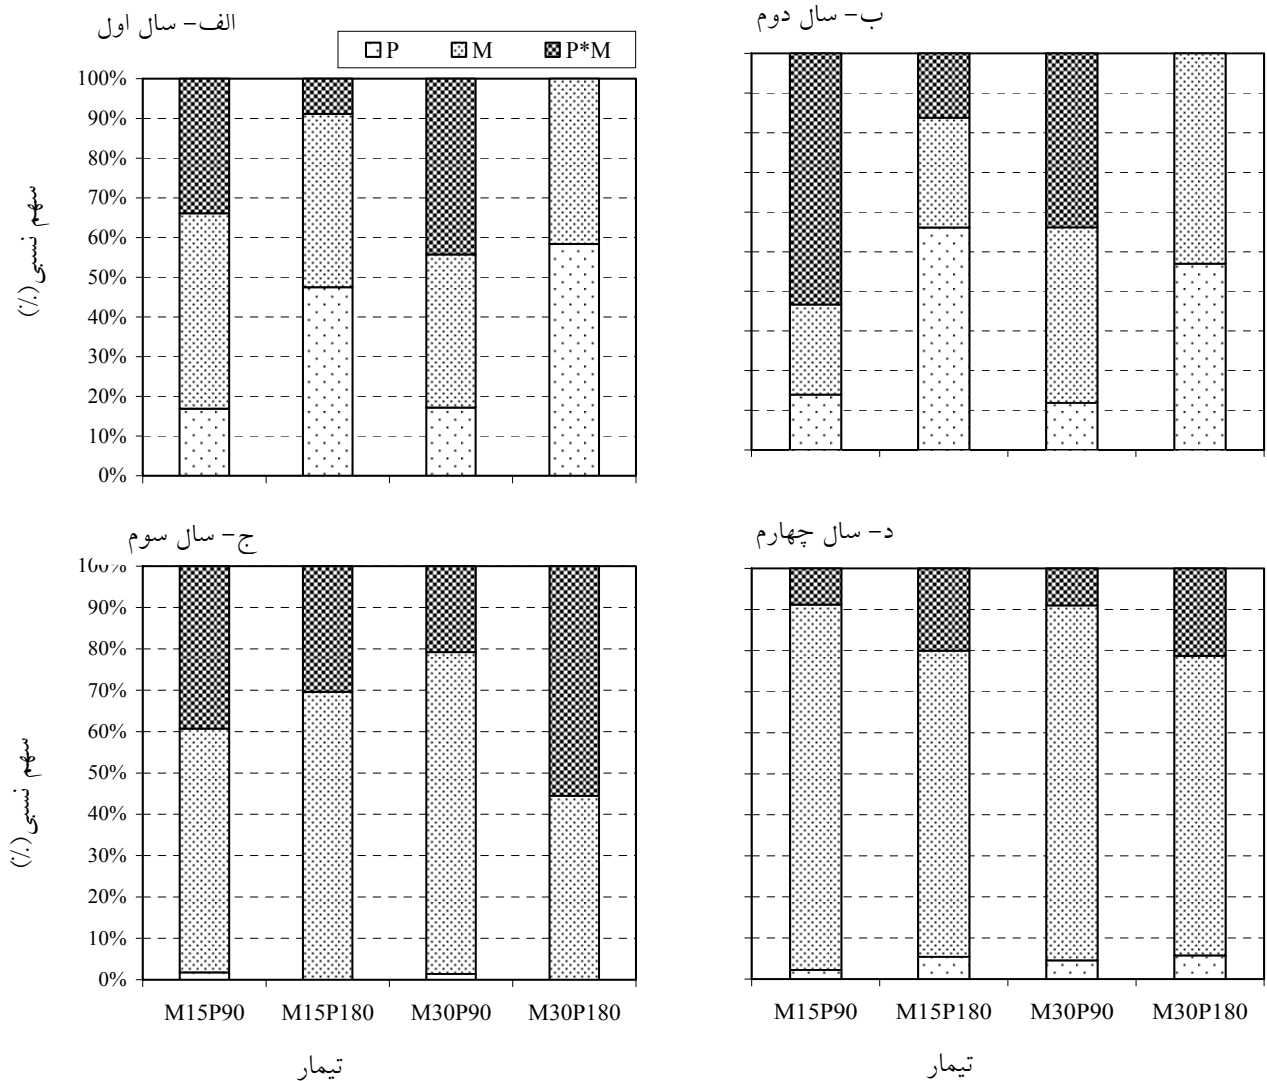 الف- سال اول
ب- سال دوم
P M P*M
100%
90%
80%
70%
60%
50%
40%
30%
20%
10%
0%
سهم نسبی(٪)
ج- سال سوم
د- سال چهارم
100%
90%
80%
70%
60%
50%
40%
30%
20%
10%
0%
سهم نسبی(٪)
M15P90 M15P180 M30P90 M30P180
M15P90 M15P180 M30P90 M30P180
تیمار
تیمار